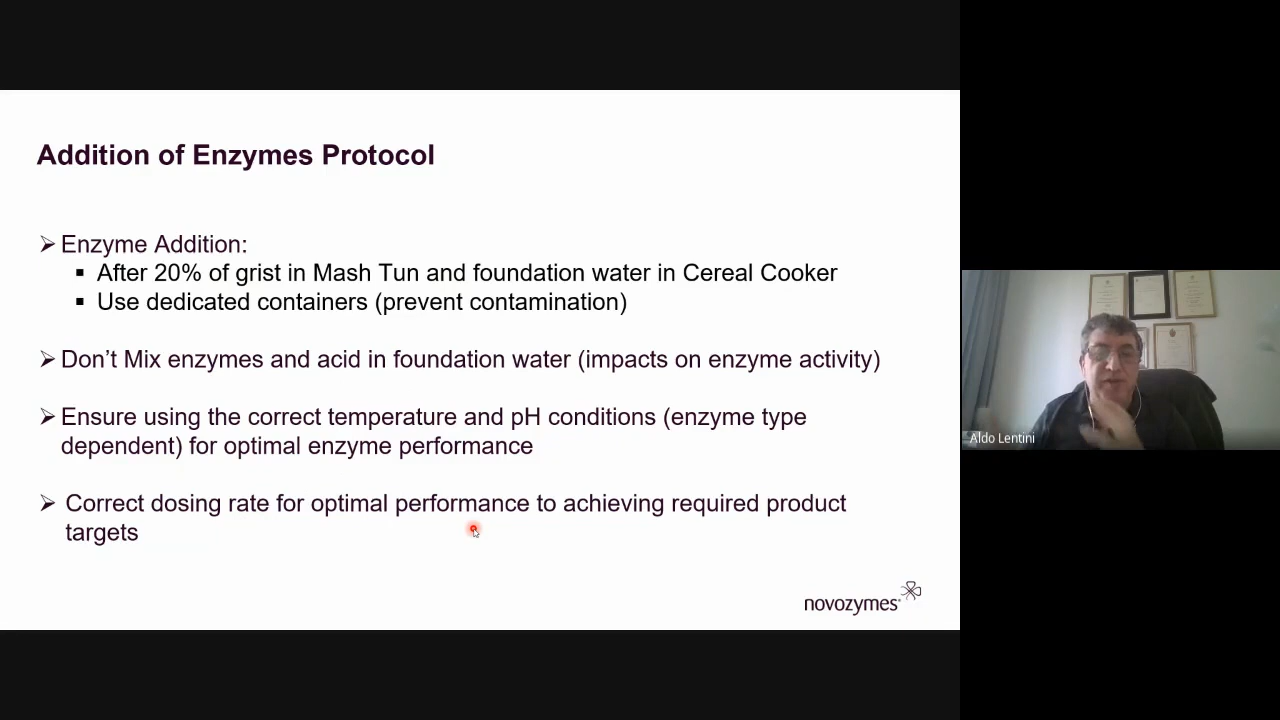 Addition of Enzymes Protocol
Enzyme Addition:
After 20% of grist in Mash Tun and foundation water in Cereal Cooker
Use dedicated containers (prevent contamination)
Don’t Mix enzymes and acid in foundation water (impacts on enzyme activity)
Ensure using the correct temperature and pH conditions (enzyme type
dependent) for optimal enzyme performance
Correct dosing rate for optimal performance to achieving required product
targets
novozymes
Aldo Lentini